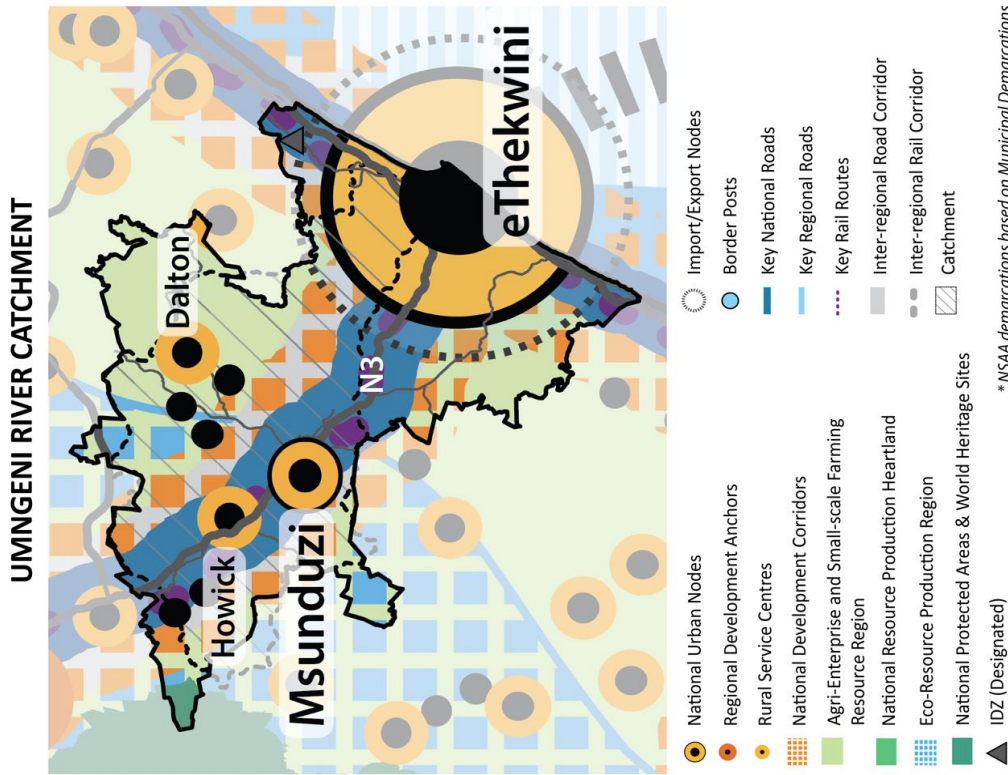 UMNGENI RIVER CATCHMENT
Dalton
Howick
Msunduzi
N3
eThekwini
National Urban Nodes
Regional Development Anchors
Rural Service Centres
National Development Corridors
Agri-Enterprise and Small-scale Farming
Resource Region
National Resource Production Heartland
Eco-Resource Production Region
National Protected Areas & World Heritage Sites
IDZ (Designated)
Import/Export Nodes
Border Posts
Key National Roads
Key Regional Roads
Key Rail Routes
Inter-regional Road Corridor
Inter-regional Rail Corridor
Catchment
* NSAA demarcations based on Municipal Demarcations